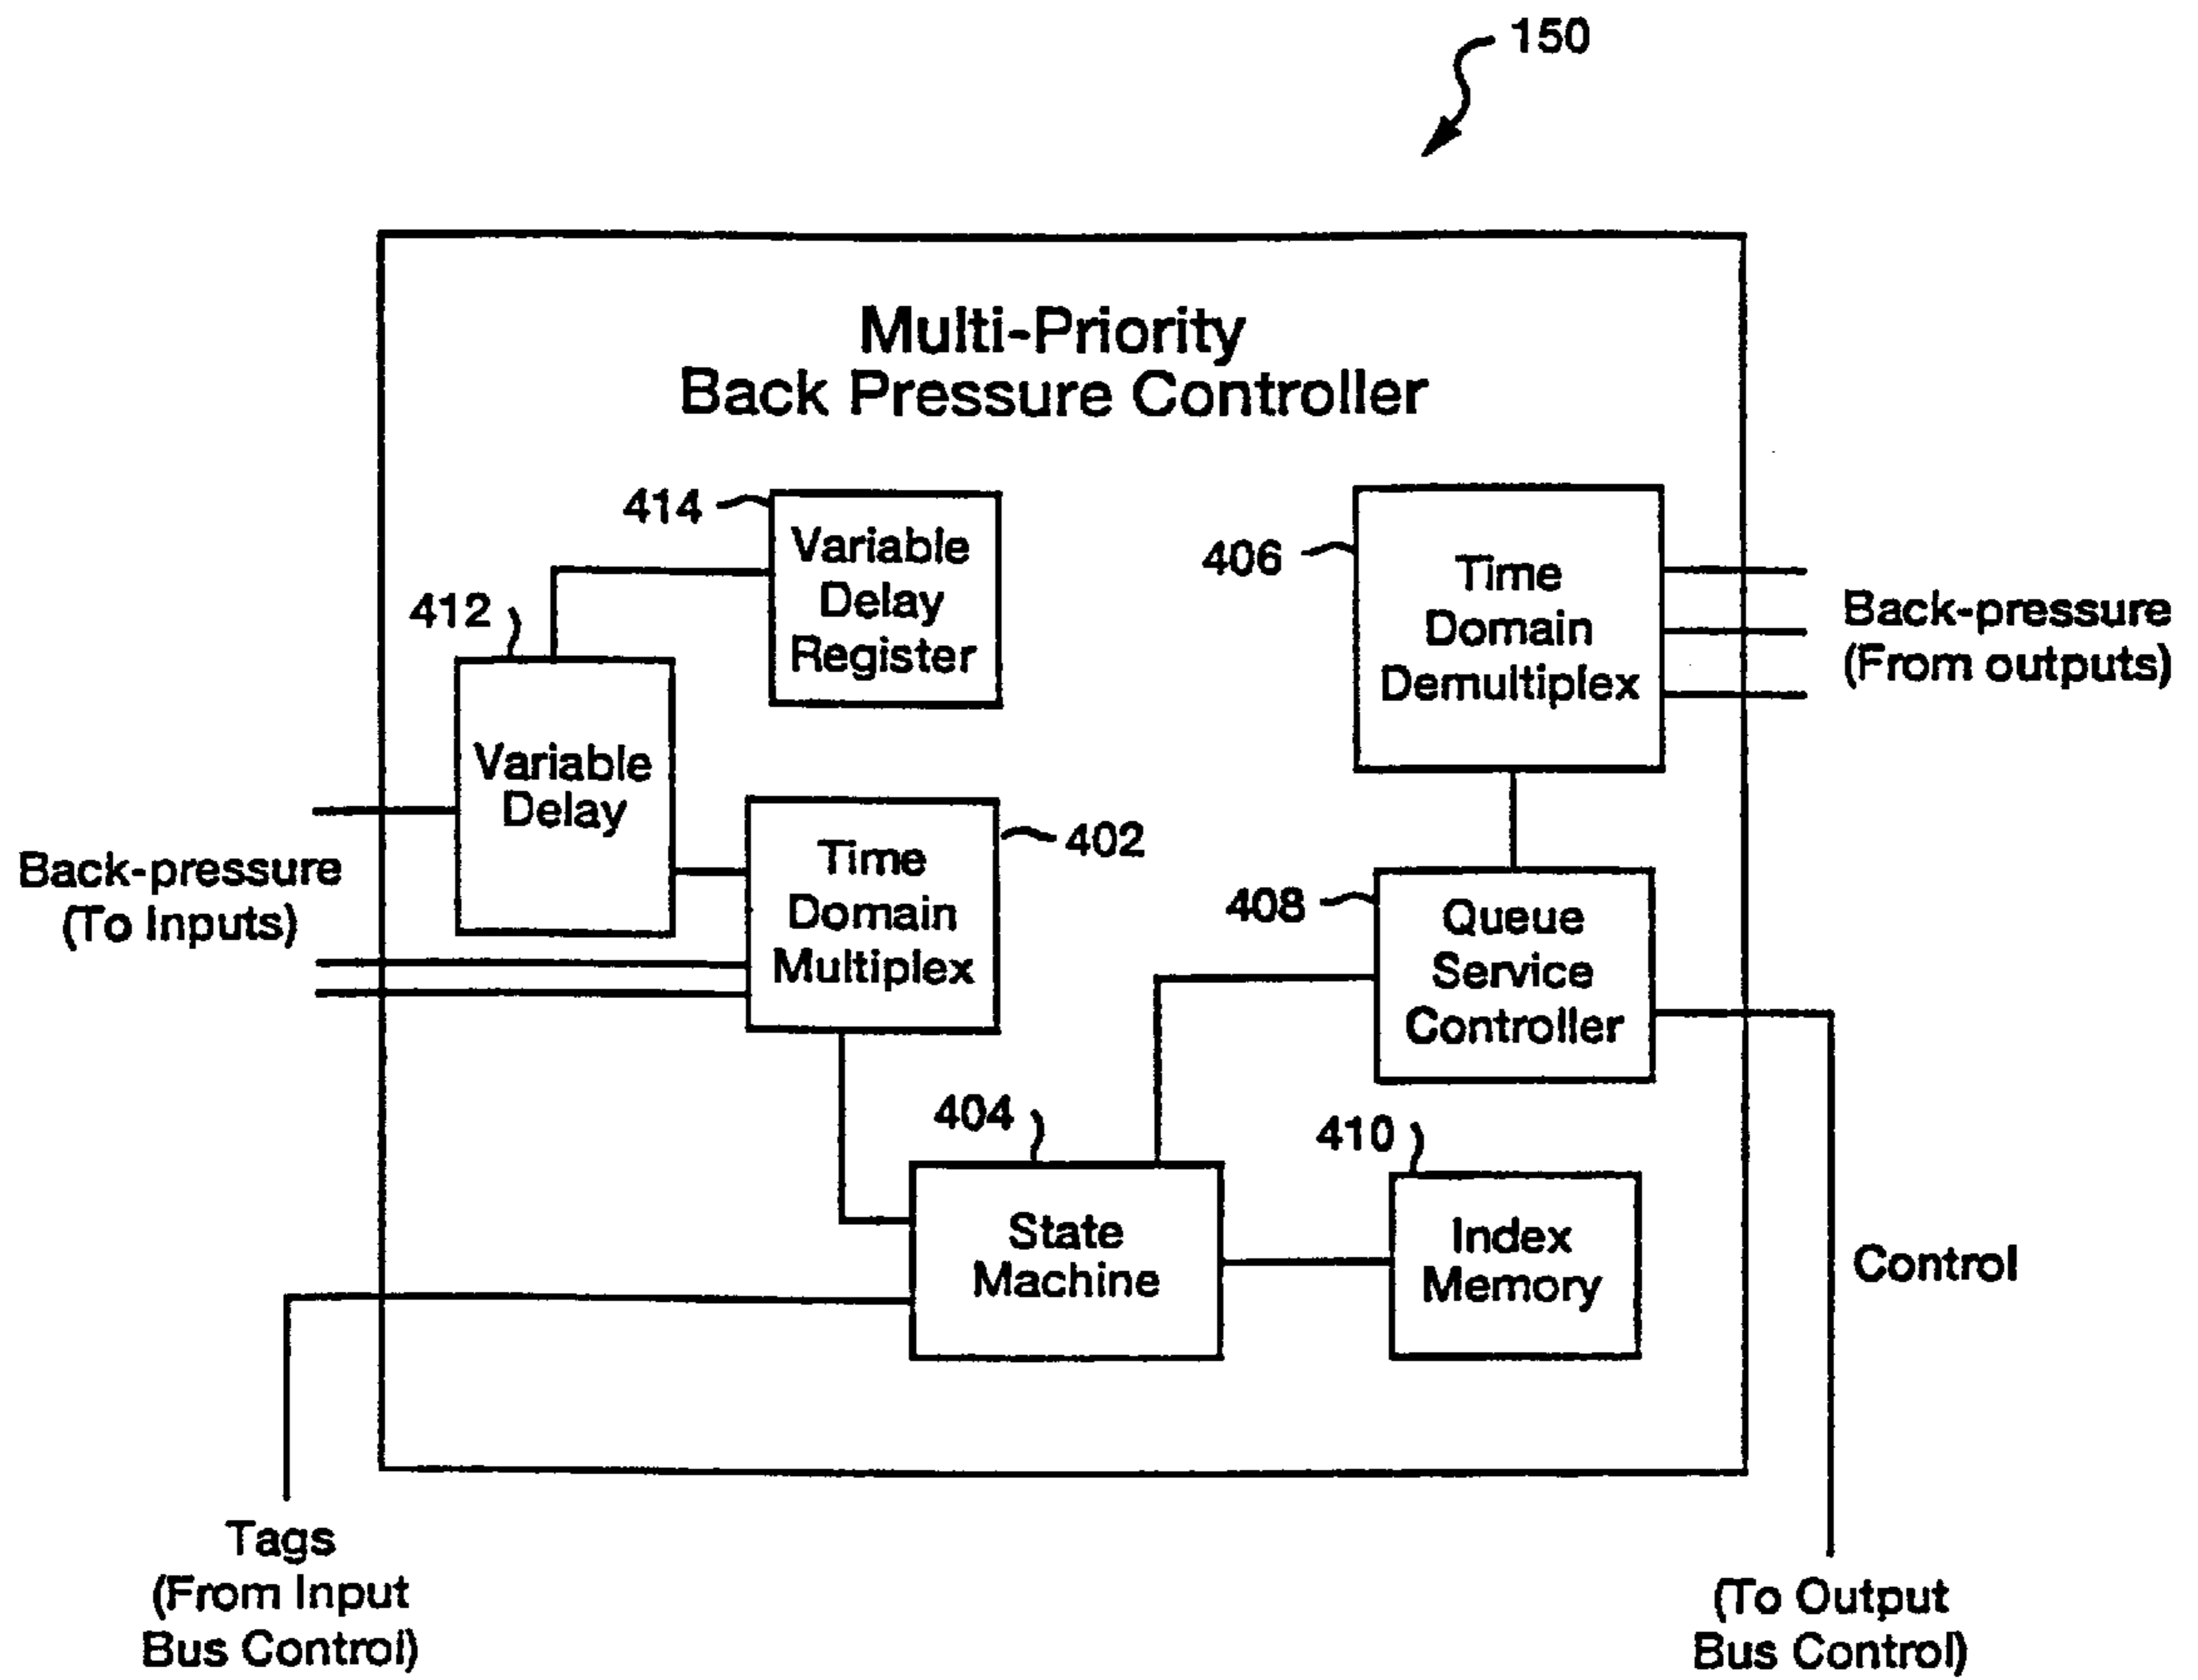 150
Multi-Priority
Back Pressure Controller
414
Variable
Delay
Register
406
Time
Domain
Demultiplex
Back-pressure
(From outputs)
412
Variable
Delay
Back-pressure
(To Inputs)
402
Time
Domain
Multiplex
408
Queue
Service
Controller
404
State
Machine
410
Index
Memory
Control
Tags
(From Input
Bus Control)
(To Output
Bus Control)